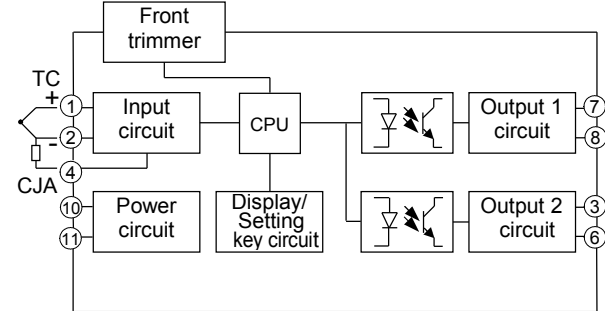 Front
trimmer
TC
+
1
Input
circuit
CPU
Output 1
circuit
7
2
-
8
4
CJA
10
Power
circuit
Display/
Setting
key circuit
Output 2
circuit
3
11
6